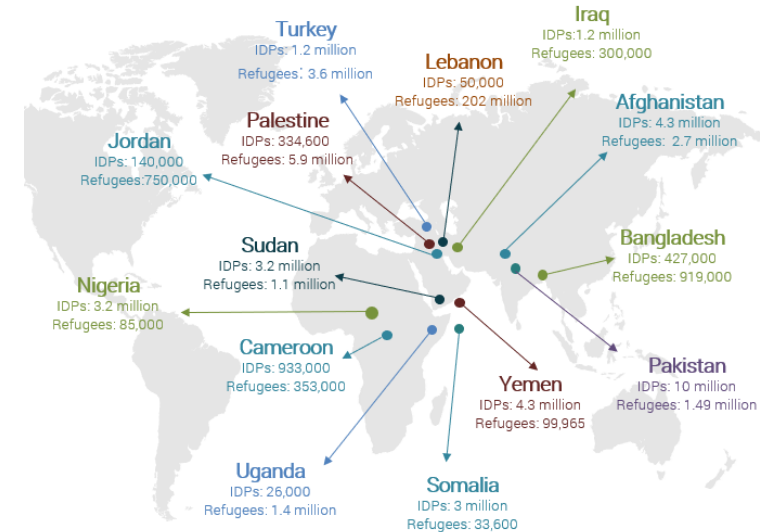 Iraq
IDPs:1.2 million
Refugees: 300,000
Turkey
IDPs: 1.2 million
Refugees: 3.6 million
Lebanon
IDPs: 50,000
Refugees: 202 million
Afghanistan
IDPs: 4.3 million
Refugees: 2.7 million
Palestine
IDPs: 334,600
Refugees: 5.9 million
Jordan
IDPs: 140,000
Refugees:750,000
Sudan
IDPs: 3.2 million
Refugees: 1.1 million
Bangladesh
IDPs: 427,000
Refugees: 919,000
Nigeria
IDPs: 3.2 million
Refugees: 85,000
Cameroon
IDPs: 933,000
Refugees: 353,000
Yemen
IDPs: 4.3 million
Refugees: 99,965
Pakistan
IDPs: 10 million
Refugees: 1.49 million
Uganda
IDPs: 26,000
Refugees: 1.4 million
Somalia
IDPs: 3 million
Refugees: 33,600